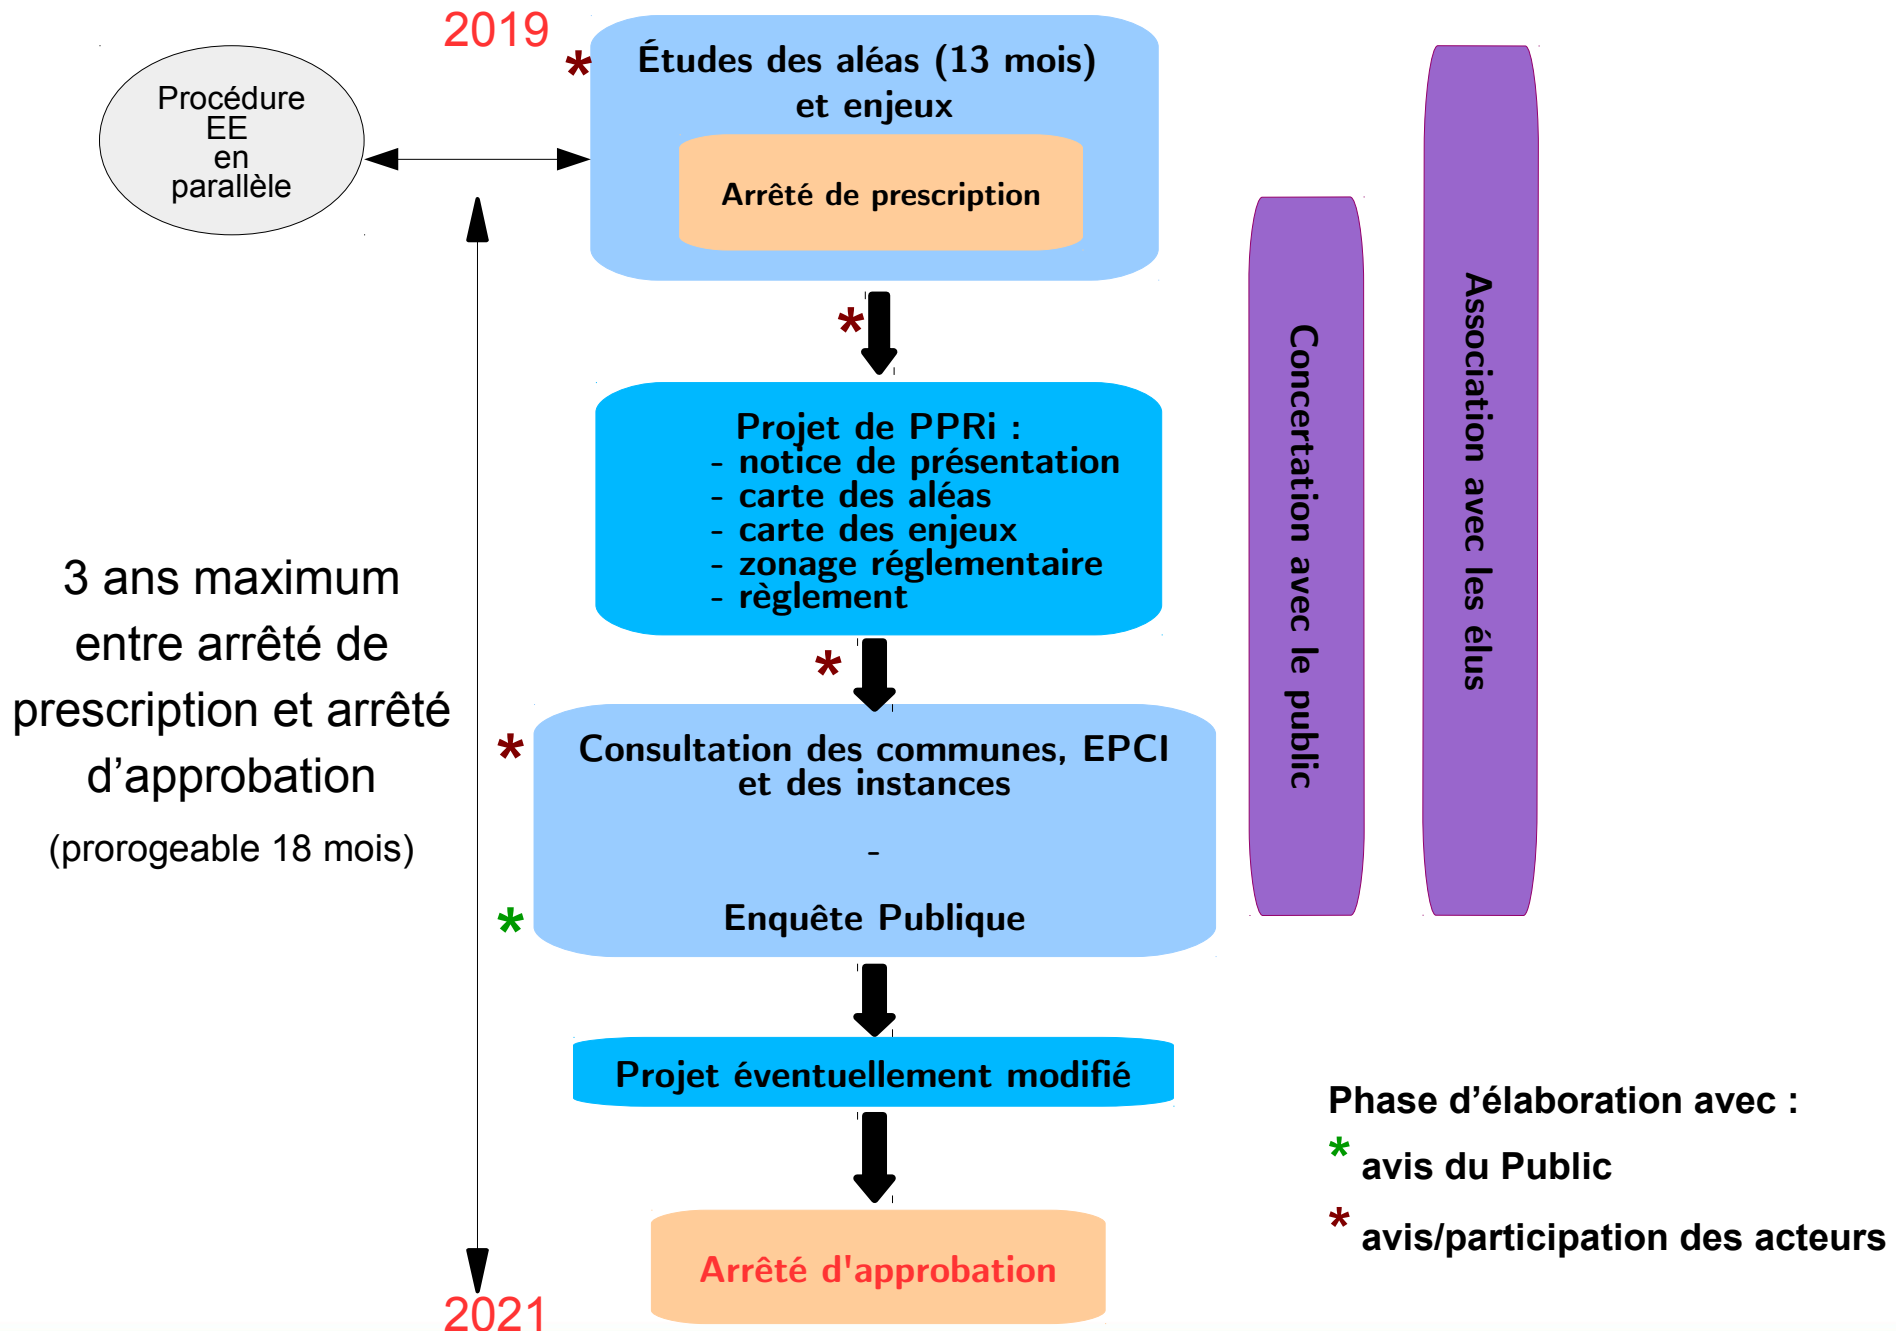 2019
* Études des aléas (13 mois)
et enjeux
Arrêté de prescription
Procédure
EE
en
parallèle
*
Projet de PPRi :
- notice de présentation
- carte des aléas
- carte des enjeux
- zonage réglementaire
- règlement
*
3 ans maximum
entre arrêté de
prescription et arrêté
d’approbation
(prorogeable 18 mois)
* Consultation des communes, EPCI
et des instances
-
* Enquête Publique
Projet éventuellement modifié
Arrêté d'approbation
2021
Concertation avec le public
Association avec les élus
Phase d’élaboration avec :
* avis du Public
* avis/participation des acteurs